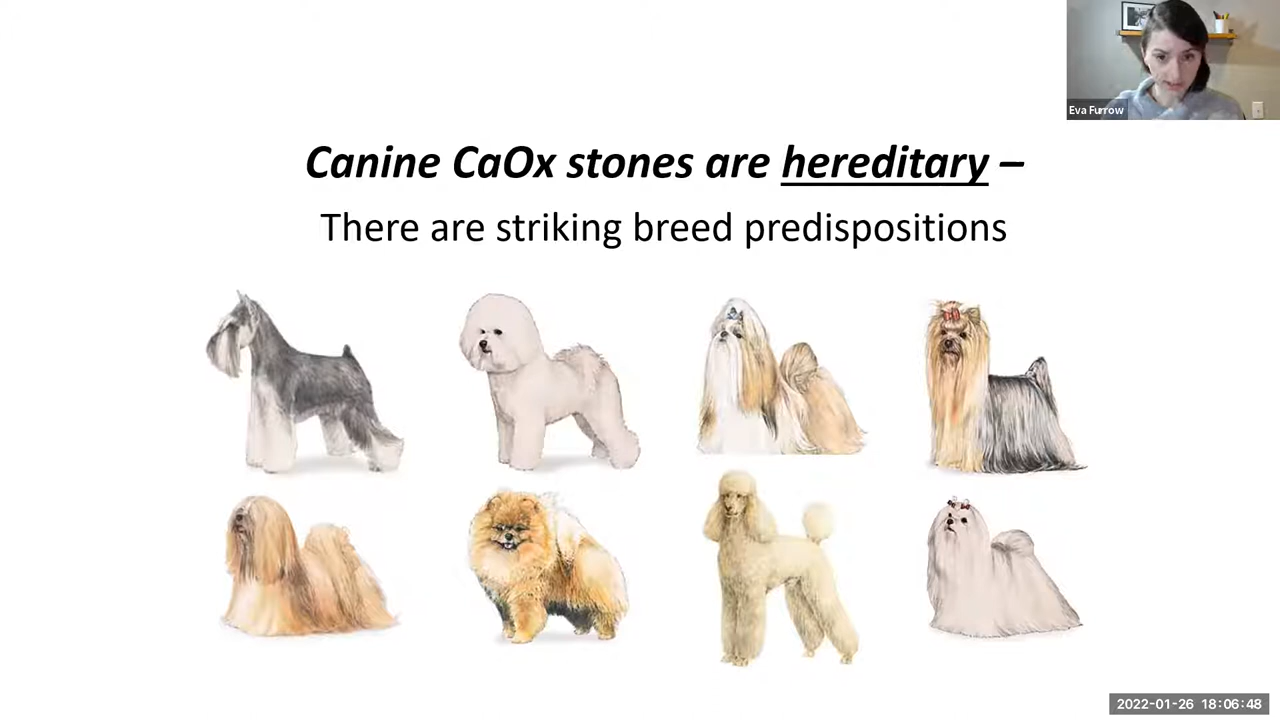 Eva Furrow
Canine CaOx stones are hereditary –
There are striking breed predispositions
2022-01-26 18:06:48